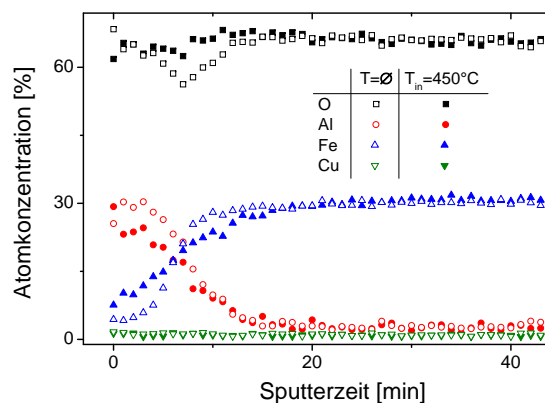 Atomkonzentration [%]
60
30
0
T=Ø T_in=450°C
O
Al
Fe
Cu
0 20 40
Sputterzeit [min]